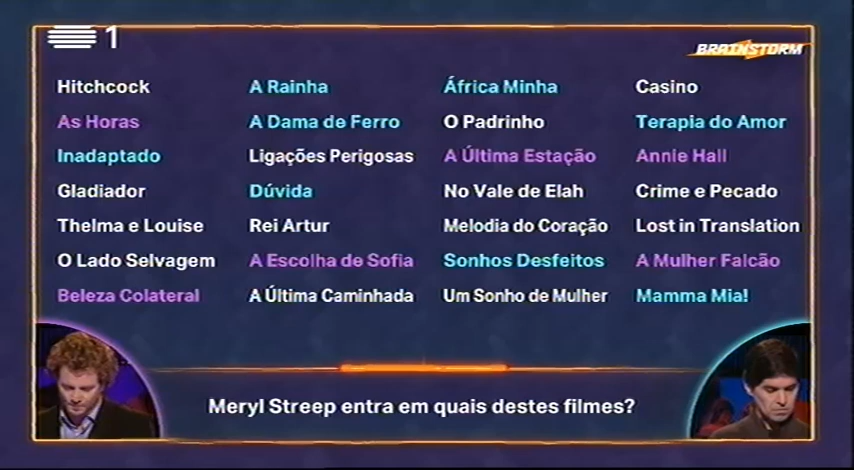 1
BRAINSTORM
Hitchcock
A Rainha
África Minha
Casino
As Horas
A Dama de Ferro
O Padrinho
Terapia do Amor
Inadaptado
Ligações Perigosas
A Última Estação
Annie Hall
Gladiador
Dúvida
No Vale de Elah
Crime e Pecado
Thelma e Louise
Rei Artur
Melodia do Coração
Lost in Translation
O Lado Selvagem
A Escolha de Sofia
Sonhos Desfeitos
A Mulher Falcão
Beleza Colateral
A Última Caminhada
Um Sonho de Mulher
Mamma Mia!
Meryl Streep entra em quais destes filmes?